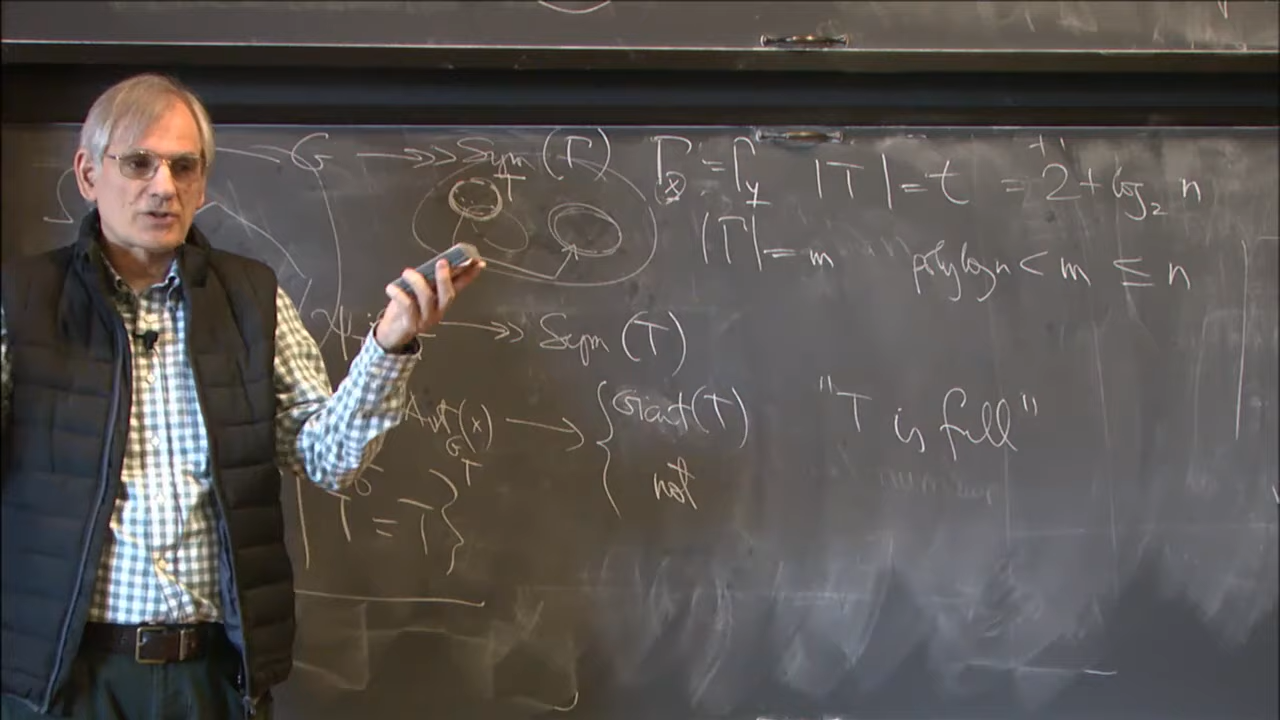 G →→ Sym(Γ) Γ_x = Γ_y |T| = t = 2 + log₂ n
T
|Γ| = m polylog n < m ≤ n
→→ Sym(T)
Aut_G(x) → { Giant(T) "T is full"
not
T = T }